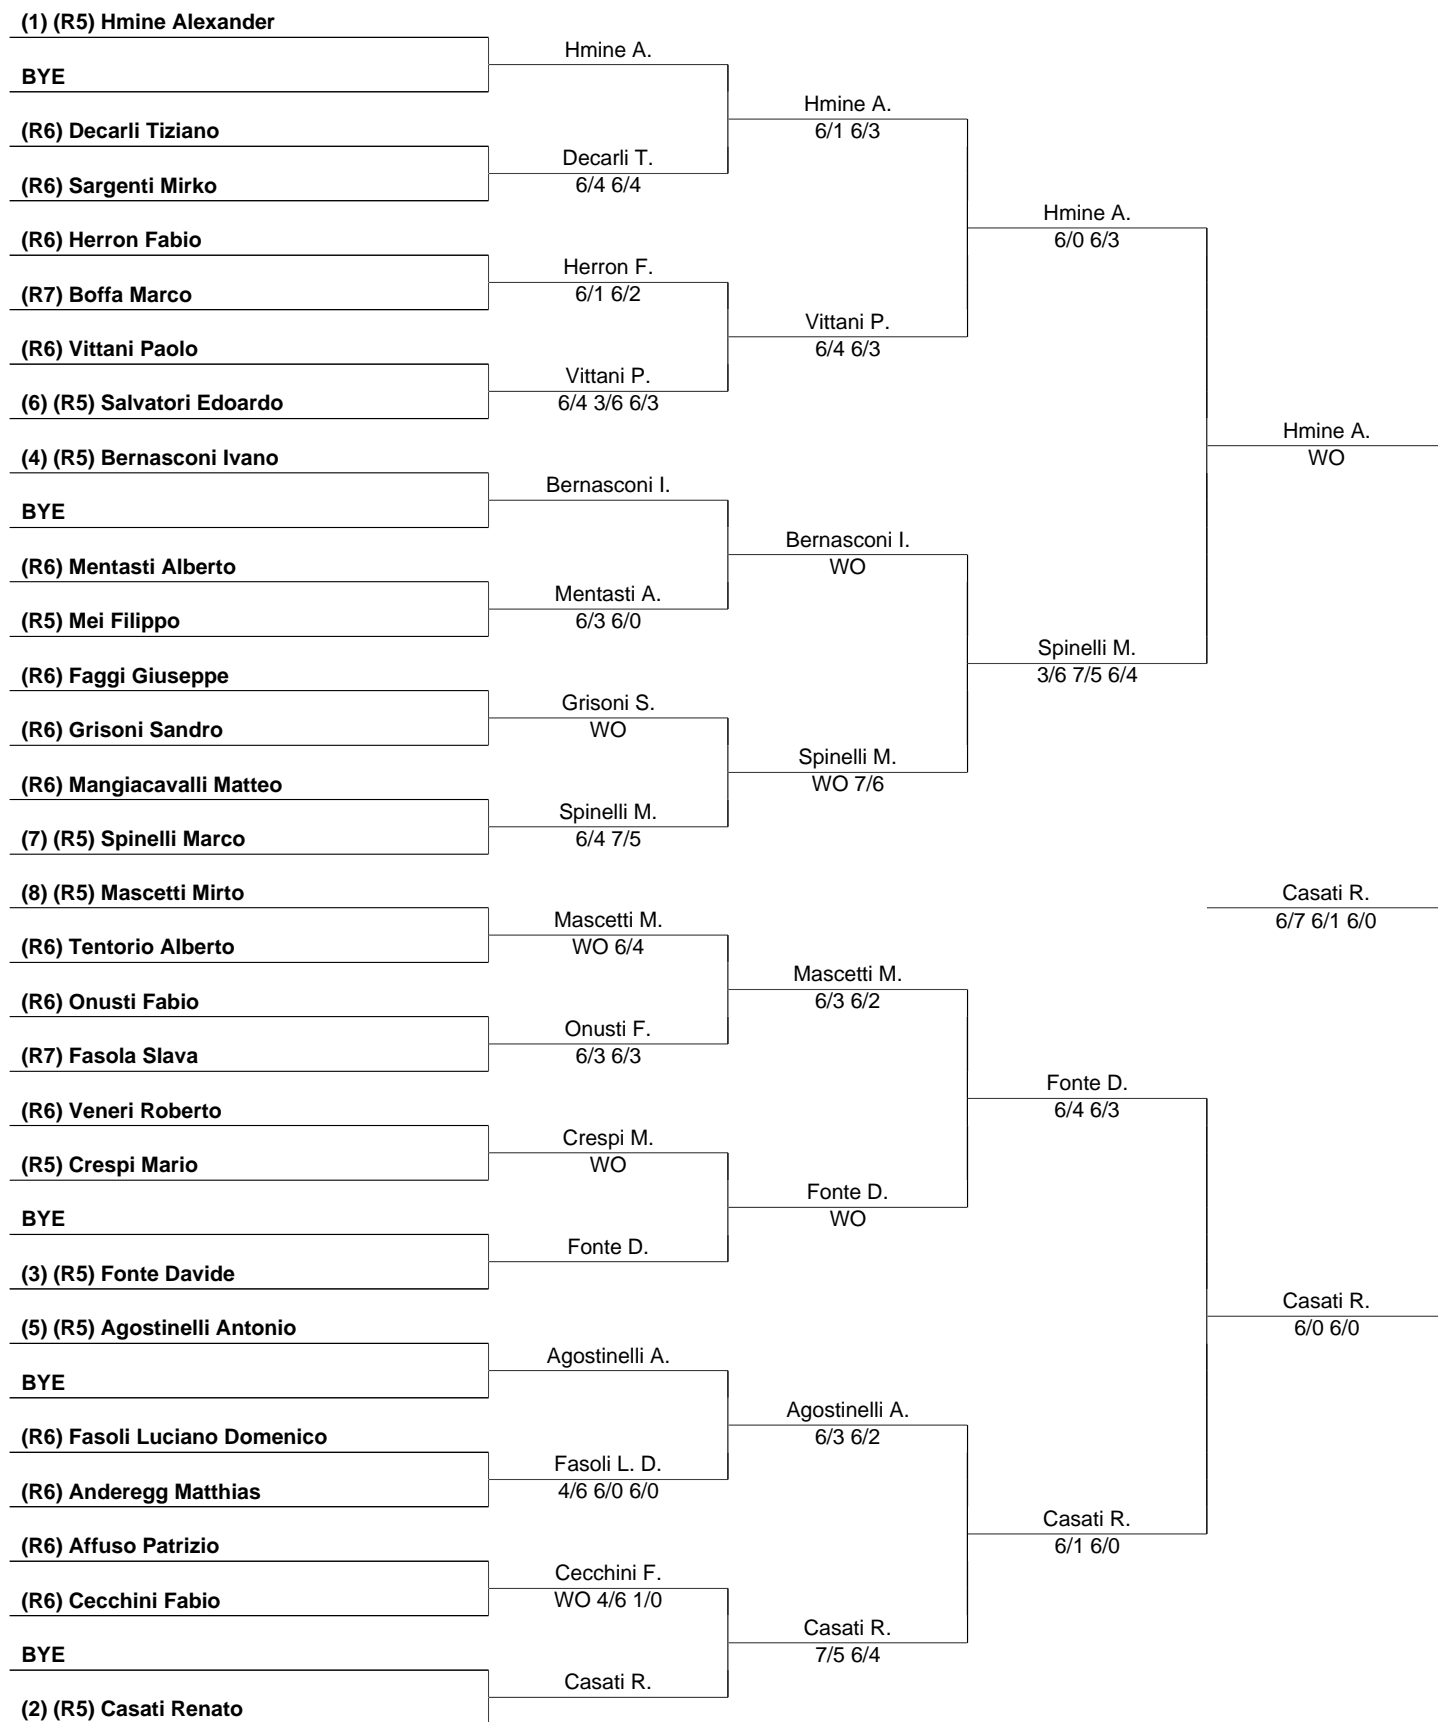 (1) (R5) Hmine Alexander
BYE
(R6) Decarli Tiziano
(R6) Sargenti Mirko
(R6) Herron Fabio
(R7) Boffa Marco
(R6) Vittani Paolo
(6) (R5) Salvatori Edoardo
(4) (R5) Bernasconi Ivano
BYE
(R6) Mentasti Alberto
(R5) Mei Filippo
(R6) Faggi Giuseppe
(R6) Grisoni Sandro
(R6) Mangiacavalli Matteo
(7) (R5) Spinelli Marco
(8) (R5) Mascetti Mirto
(R6) Tentorio Alberto
(R6) Onusti Fabio
(R7) Fasola Slava
(R6) Veneri Roberto
(R5) Crespi Mario
BYE
(3) (R5) Fonte Davide
(5) (R5) Agostinelli Antonio
BYE
(R6) Fasoli Luciano Domenico
(R6) Anderegg Matthias
(R6) Affuso Patrizio
(R6) Cecchini Fabio
BYE
(2) (R5) Casati Renato
Hmine A.
Decarli T.
6/4 6/4
Herron F.
6/1 6/2
Vittani P.
6/4 3/6 6/3
Bernasconi I.
Mentasti A.
6/3 6/0
Grisoni S.
WO
Spinelli M.
6/4 7/5
Mascetti M.
WO 6/4
Onusti F.
6/3 6/3
Crespi M.
WO
Fonte D.
Agostinelli A.
Fasoli L. D.
4/6 6/0 6/0
Cecchini F.
WO 4/6 1/0
Casati R.
Hmine A.
6/1 6/3
Vittani P.
6/4 6/3
Bernasconi I.
WO
Spinelli M.
WO 7/6
Mascetti M.
6/3 6/2
Fonte D.
WO
Agostinelli A.
6/3 6/2
Casati R.
7/5 6/4
Hmine A.
6/0 6/3
Spinelli M.
3/6 7/5 6/4
Fonte D.
6/4 6/3
Casati R.
6/1 6/0
Hmine A.
WO
Casati R.
6/7 6/1 6/0
Casati R.
6/0 6/0